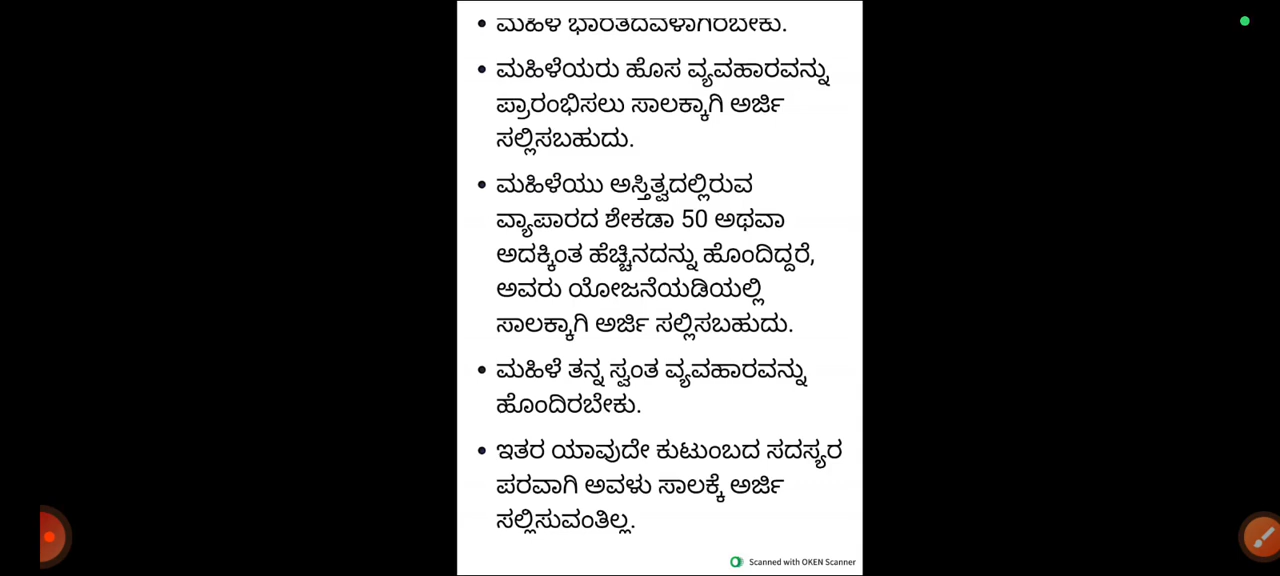 • ಮಹಿಳೆ ಭಾರತದವಳಾಗಿರಬೇಕು.
• ಮಹಿಳೆಯರು ಹೊಸ ವ್ಯವಹಾರವನ್ನು
ಪ್ರಾರಂಭಿಸಲು ಸಾಲಕ್ಕಾಗಿ ಅರ್ಜಿ
ಸಲ್ಲಿಸಬಹುದು.
• ಮಹಿಳೆಯು ಅಸ್ತಿತ್ವದಲ್ಲಿರುವ
ವ್ಯಾಪಾರದ ಶೇಕಡಾ 50 ಅಥವಾ
ಅದಕ್ಕಿಂತ ಹೆಚ್ಚಿನದನ್ನು ಹೊಂದಿದ್ದರೆ,
ಅವರು ಯೋಜನೆಯಡಿಯಲ್ಲಿ
ಸಾಲಕ್ಕಾಗಿ ಅರ್ಜಿ ಸಲ್ಲಿಸಬಹುದು.
• ಮಹಿಳೆ ತನ್ನ ಸ್ವಂತ ವ್ಯವಹಾರವನ್ನು
ಹೊಂದಿರಬೇಕು.
• ಇತರ ಯಾವುದೇ ಕುಟುಂಬದ ಸದಸ್ಯರ
ಪರವಾಗಿ ಅವಳು ಸಾಲಕ್ಕೆ ಅರ್ಜಿ
ಸಲ್ಲಿಸುವಂತಿಲ್ಲ.
Scanned with OKEN Scanner